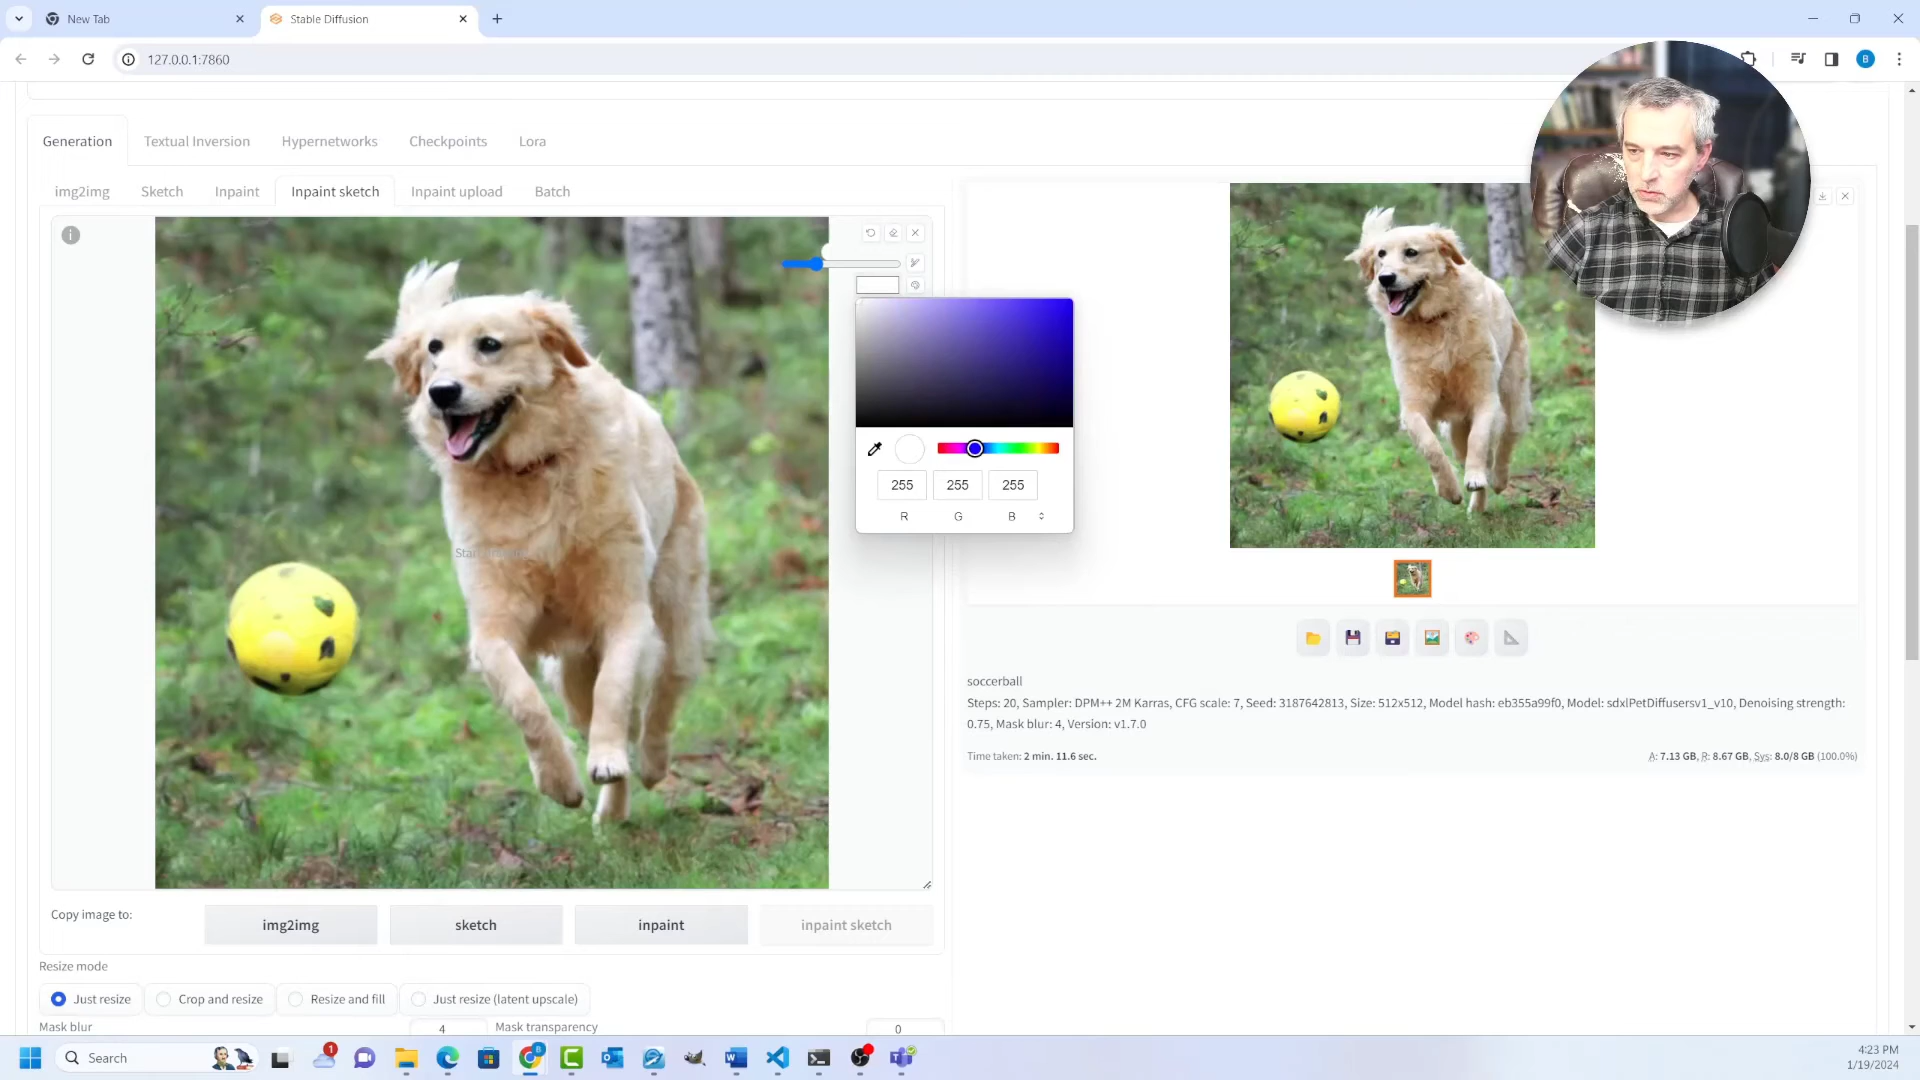 New Tab
Stable Diffusion
127.0.0.1:7860
B
Generation
Textual Inversion
Hypernetworks
Checkpoints
Lora
img2img
Sketch
Inpaint
Inpaint sketch
Inpaint upload
Batch
255
255
255
R
G
B
soccerball
Steps: 20, Sampler: DPM++ 2M Karras, CFG scale: 7, Seed: 3187642813, Size: 512x512, Model hash: eb355a99f0, Model: sdxlPetDiffusersv1_v10, Denoising strength:
0.75, Mask blur: 4, Version: v1.7.0
Time taken: 2 min. 11.6 sec.
A: 7.13 GB, R: 8.67 GB, Sys: 8.0/8 GB (100.0%)
Copy image to:
img2img
sketch
inpaint
inpaint sketch
Resize mode
Just resize
Crop and resize
Resize and fill
Just resize (latent upscale)
Mask blur
4
Mask transparency
0
Search
1
4:23 PM
1/19/2024